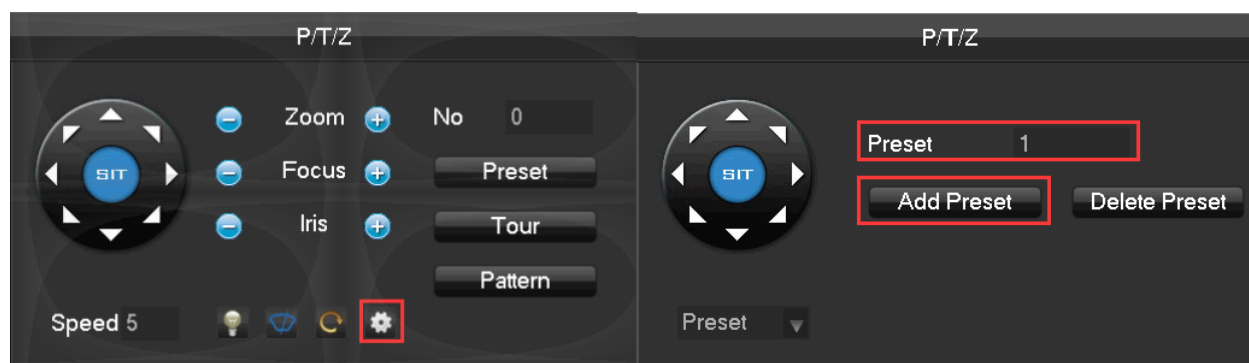 P/T/Z
Zoom
No 0
SIT
Focus
Preset
Iris
Tour
Pattern
Speed 5
P/T/Z
Preset 1
SIT
Add Preset
Delete Preset
Preset